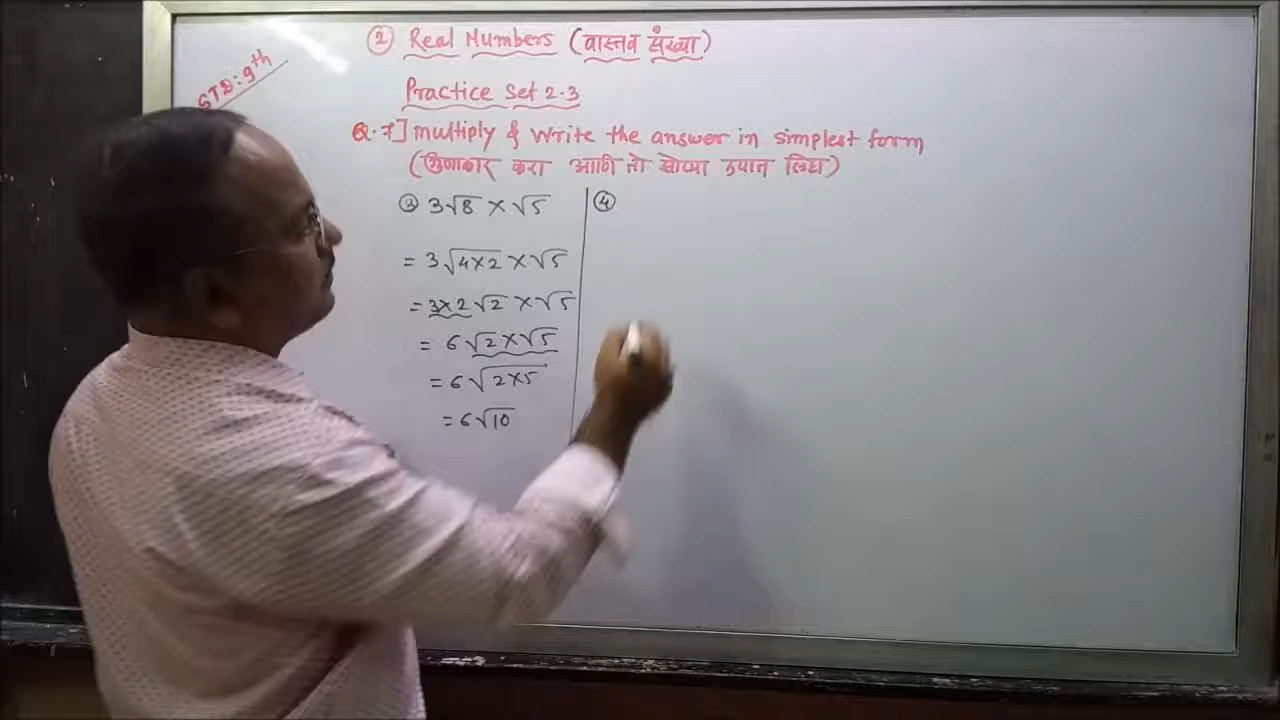 ② Real Numbers (वास्तव संख्या)
STD: 9th
Practice Set 2.3
Q.7] multiply & Write the answer in simplest form
(गुणाकार करा आणि तो सोप्या रुपात लिहा)
③ 3√8 × √5
= 3√4×2 × √5
= 3×2√2 × √5
= 6√2 × √5
= 6√2×5
= 6√10
④